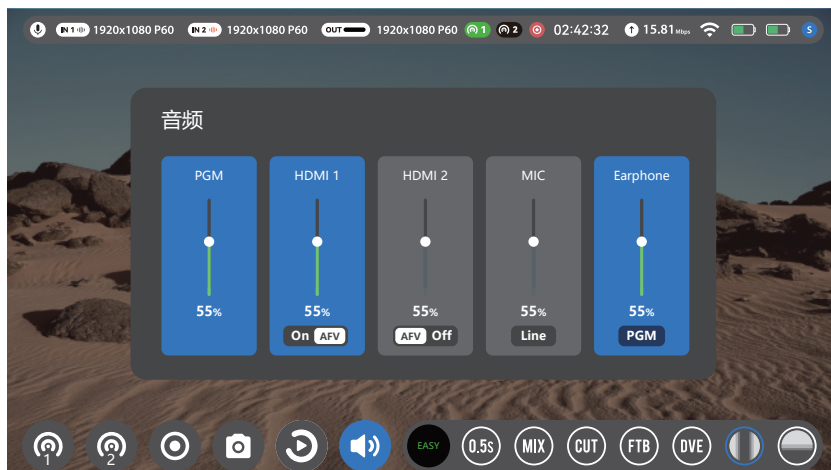 IN 1 1920x1080 P60 IN 2 1920x1080 P60 OUT 1920x1080 P60 1 2 02:42:32 15.81 Mbps S
音频
PGM HDMI 1 HDMI 2 MIC Earphone
55% 55% 55% 55% 55%
On AFV AFV Off Line PGM
1 2 EASY 0.5s MIX CUT FTB DVE